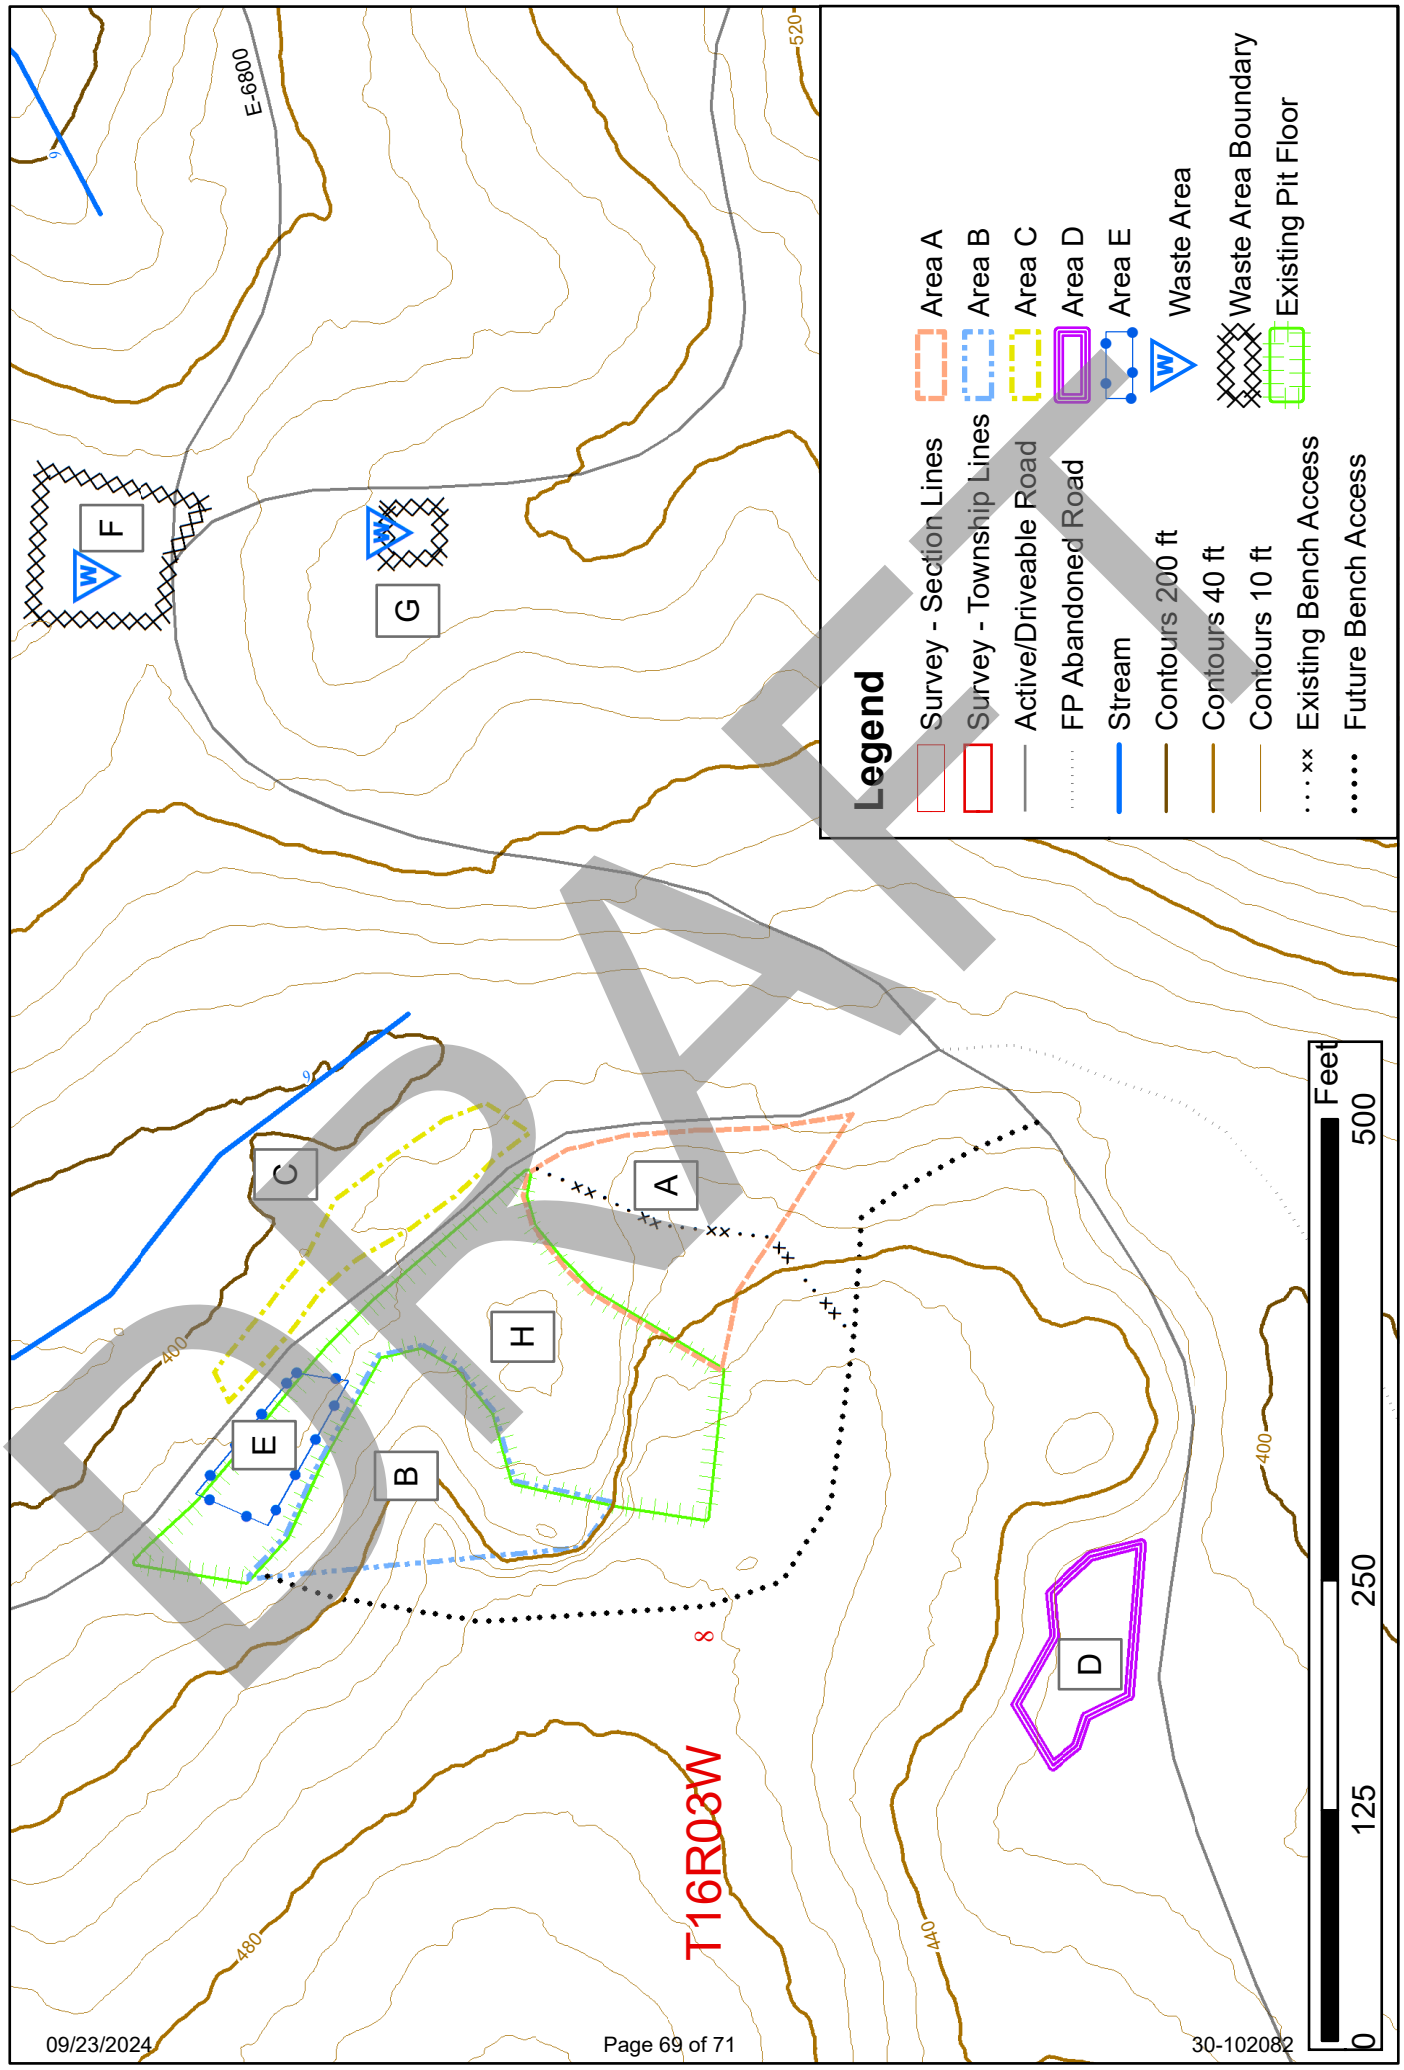 E-6800
520
6
F
W
W
G
6
C
400
A
E
H
B
8
T16R03W
D
480
440
400
DRAFT
Legend
Survey - Section Lines
Survey - Township Lines
Active/Driveable Road
FP Abandoned Road
Stream
Contours 200 ft
Contours 40 ft
Contours 10 ft
Existing Bench Access
Future Bench Access
Area A
Area B
Area C
Area D
Area E
W Waste Area
Waste Area Boundary
Existing Pit Floor
0 125 250 500
Feet
09/23/2024
Page 69 of 71
30-102082